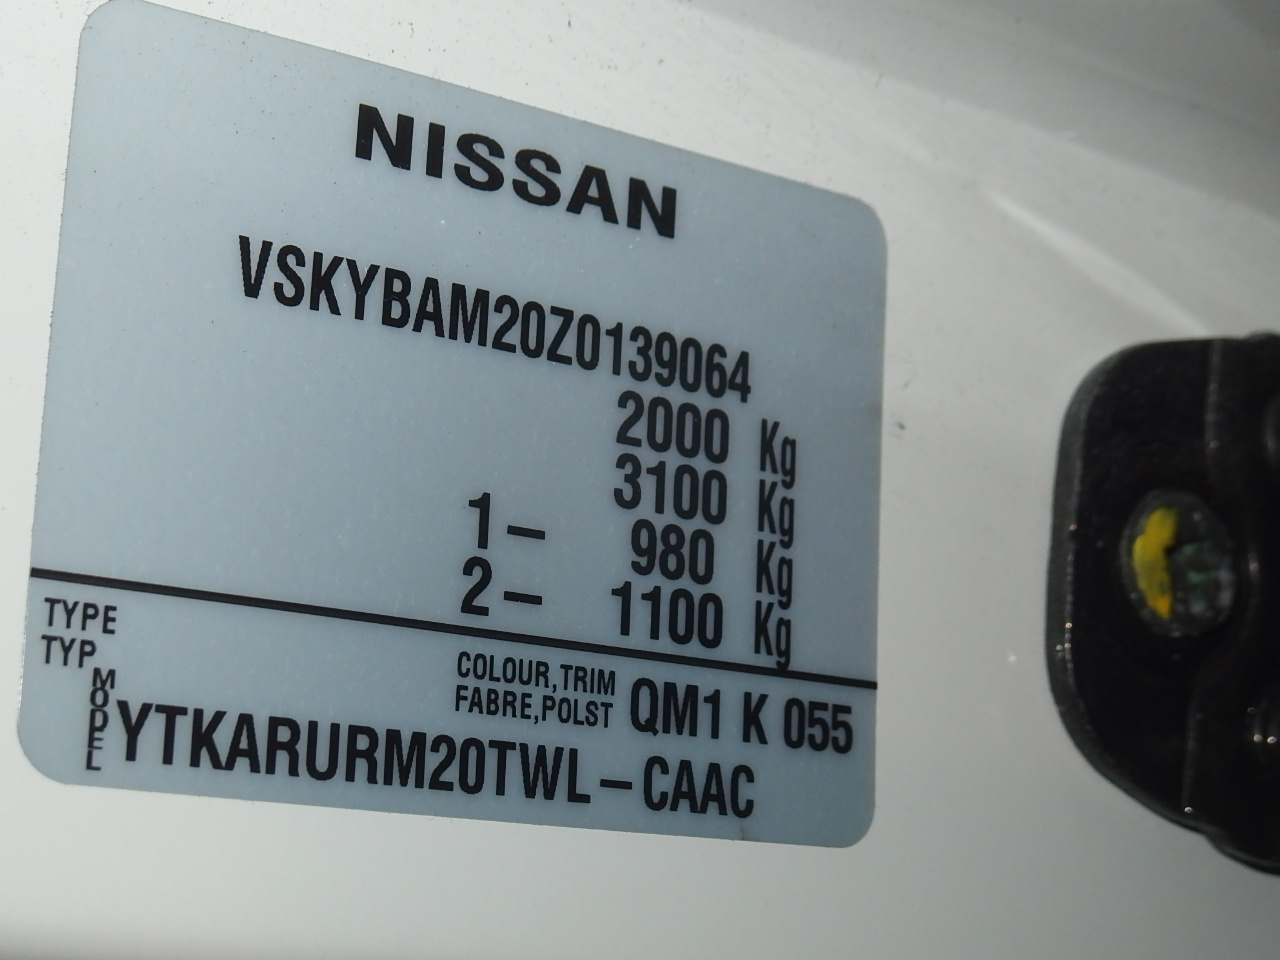 NISSAN
VSKYBAM20Z0139064
2000 Kg
3100 Kg
1- 980 Kg
2- 1100 Kg
TYPE
TYP
COLOUR,TRIM
FABRE,POLST
QM1 K 055
MODEL
YTKARURM20TWL-CAAC